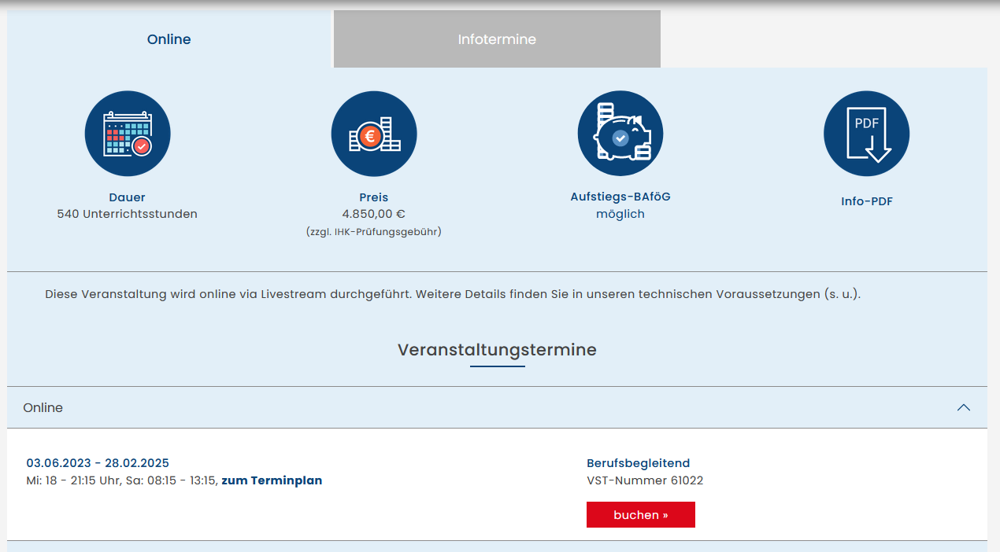 Online
Infotermine
PDF
€
Dauer
540 Unterrichtsstunden
Preis
4.850,00 €
(zzgl. IHK-Prüfungsgebühr)
Aufstiegs-BAföG
möglich
Info-PDF
Diese Veranstaltung wird online via Livestream durchgeführt. Weitere Details finden Sie in unseren technischen Voraussetzungen (s. u.).
Veranstaltungstermine
Online
03.06.2023 - 28.02.2025
Mi: 18 - 21:15 Uhr, Sa: 08:15 - 13:15, zum Terminplan
Berufsbegleitend
VST-Nummer 61022
buchen »